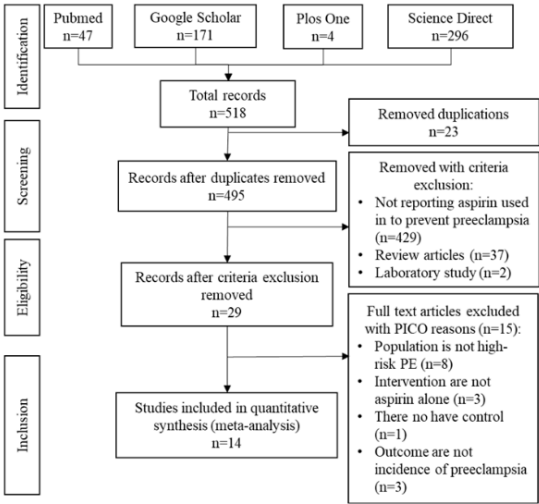 Identification
Pubmed
n=47
Google Scholar
n=171
Plos One
n=4
Science Direct
n=296
Total records
n=518
Removed duplications
n=23
Screening
Records after duplicates removed
n=495
Removed with criteria
exclusion:
• Not reporting aspirin used
in to prevent preeclampsia
(n=429)
• Review articles (n=37)
• Laboratory study (n=2)
Eligibility
Records after criteria exclusion
removed
n=29
Full text articles excluded
with PICO reasons (n=15):
• Population is not high-
risk PE (n=8)
• Intervention are not
aspirin alone (n=3)
• There no have control
(n=1)
• Outcome are not
incidence of preeclampsia
(n=3)
Inclusion
Studies included in quantitative
synthesis (meta-analysis)
n=14